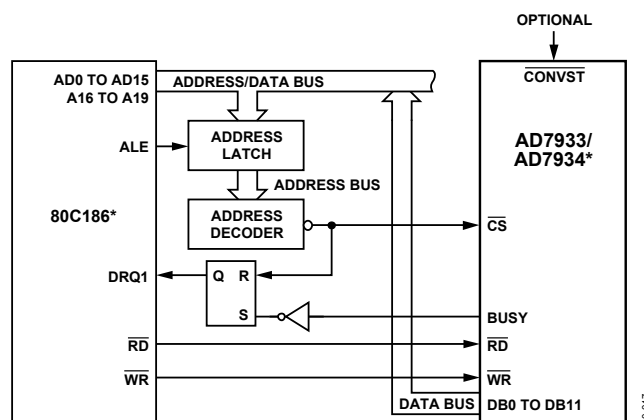 OPTIONAL
CONVST
AD0 TO AD15
A16 TO A19
ADDRESS/DATA BUS
ALE
ADDRESS
LATCH
AD7933/
AD7934*
ADDRESS BUS
80C186*
ADDRESS
DECODER
CS
DRQ1
Q R
S
BUSY
RD
RD
WR
WR
DATA BUS
DB0 TO DB11